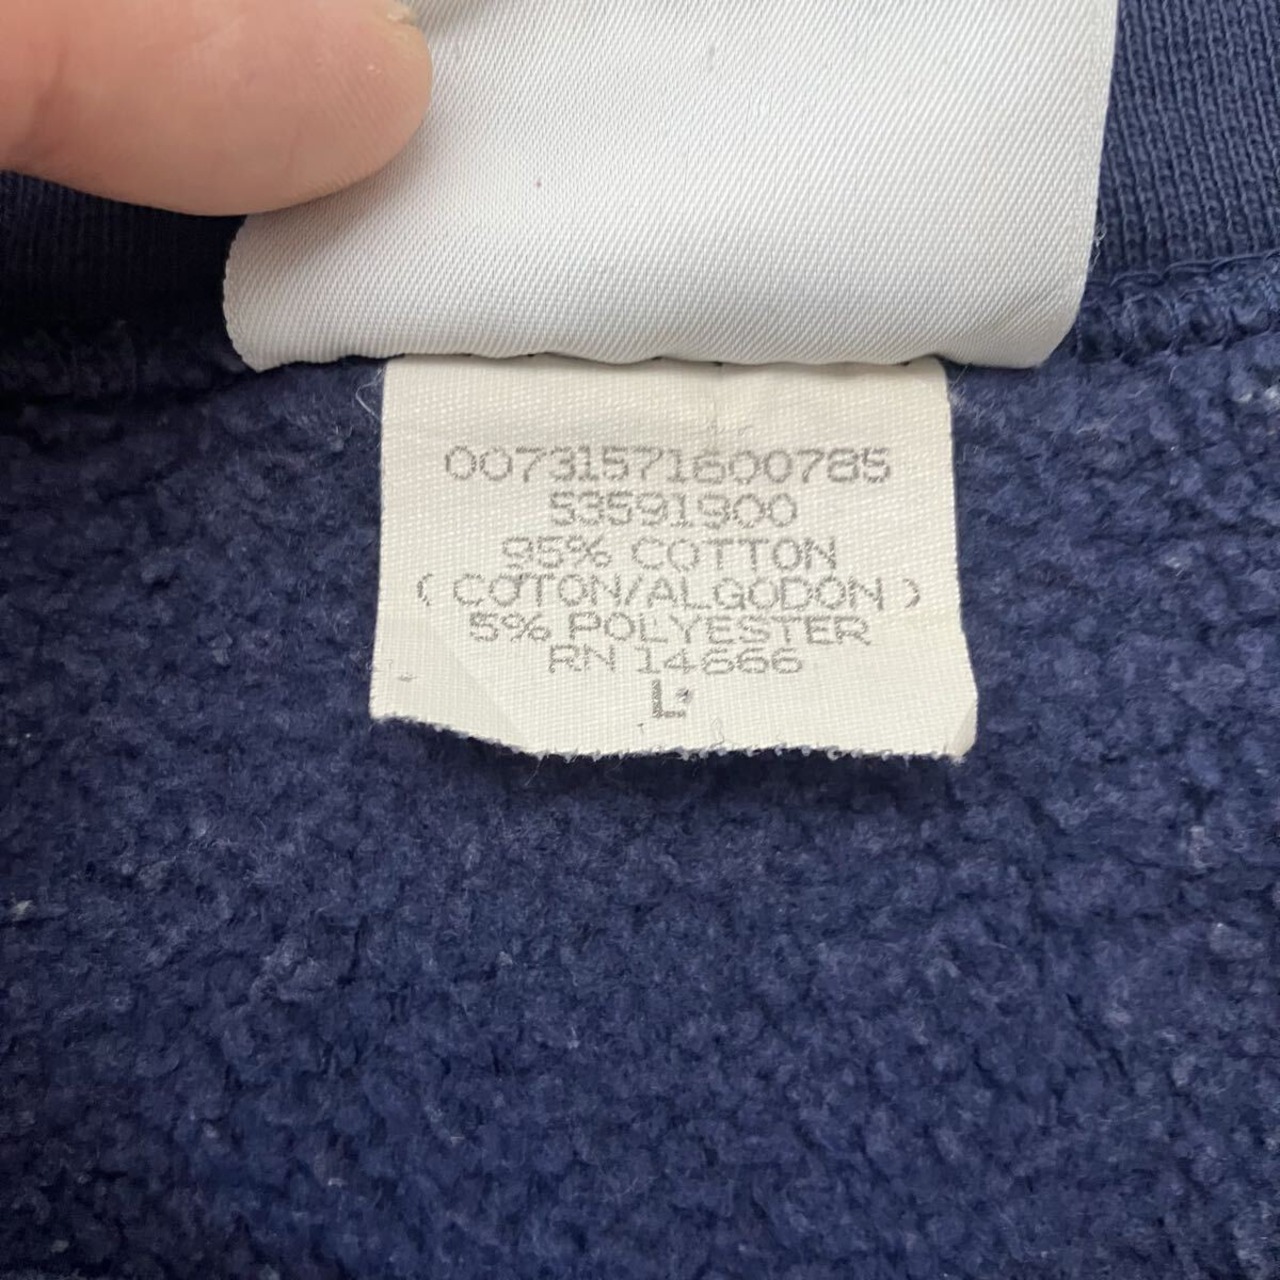 00731571600785
53591900
95% COTTON
( COTON/ALGODON )
5% POLYESTER
RN 14666
L